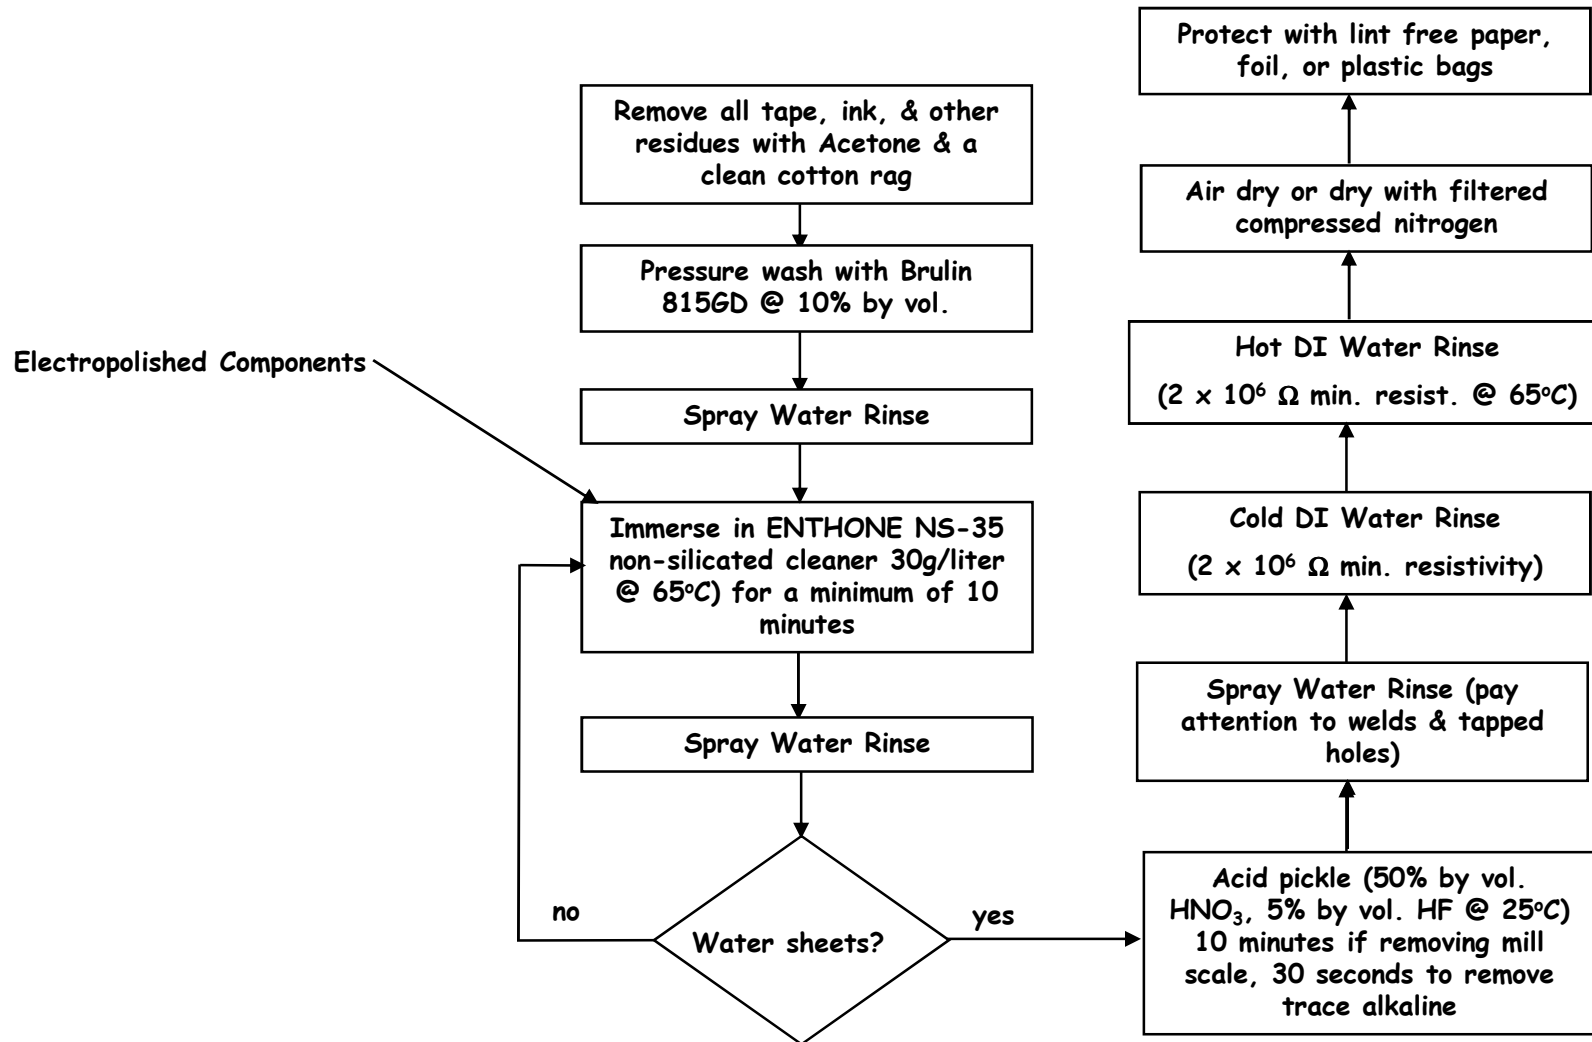 Remove all tape, ink, & other
residues with Acetone & a
clean cotton rag
Pressure wash with Brulin
815GD @ 10% by vol.
Spray Water Rinse
Electropolished Components
Immerse in ENTHONE NS-35
non-silicated cleaner 30g/liter
@ 65ºC) for a minimum of 10
minutes
Spray Water Rinse
Water sheets?
no
yes
Acid pickle (50% by vol.
HNO₃, 5% by vol. HF @ 25ºC)
10 minutes if removing mill
scale, 30 seconds to remove
trace alkaline
Spray Water Rinse (pay
attention to welds & tapped
holes)
Cold DI Water Rinse
(2 x 10⁶ Ω min. resistivity)
Hot DI Water Rinse
(2 x 10⁶ Ω min. resist. @ 65ºC)
Air dry or dry with filtered
compressed nitrogen
Protect with lint free paper,
foil, or plastic bags